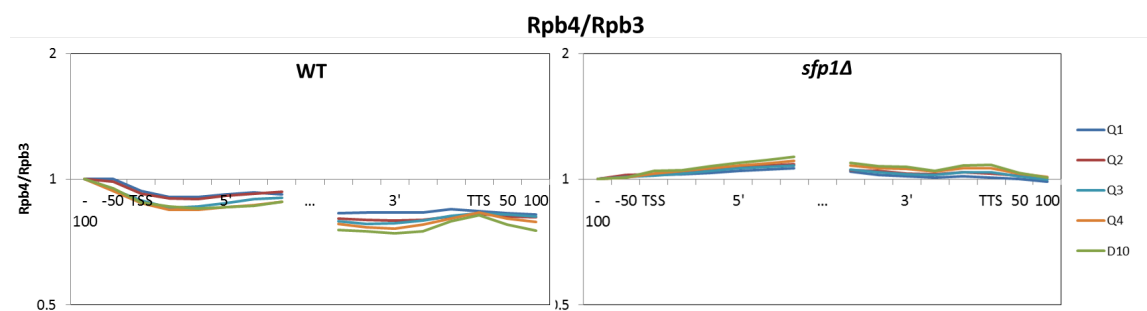 Rpb4/Rpb3
WT
sfp1Δ
Rpb4/Rpb3
2
1
0.5
- -50 TSS 5' ... 3' TTS 50 100
100
2
1
0.5
- -50 TSS 5' ... 3' TTS 50 100
100
Q1
Q2
Q3
Q4
D10